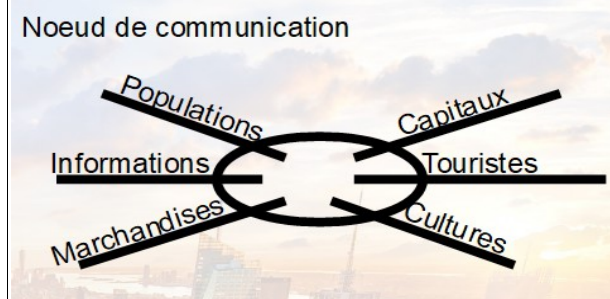 Noeud de communication
Populations
Capitaux
Informations
Touristes
Marchandises
Cultures